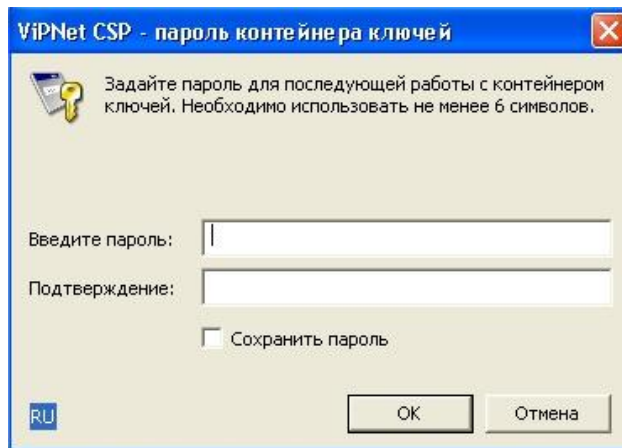 ViPNet CSP - пароль контейнера ключей
Задайте пароль для последующей работы с контейнером
ключей. Необходимо использовать не менее 6 символов.
Введите пароль:
Подтверждение:
Сохранить пароль
RU
OK
Отмена